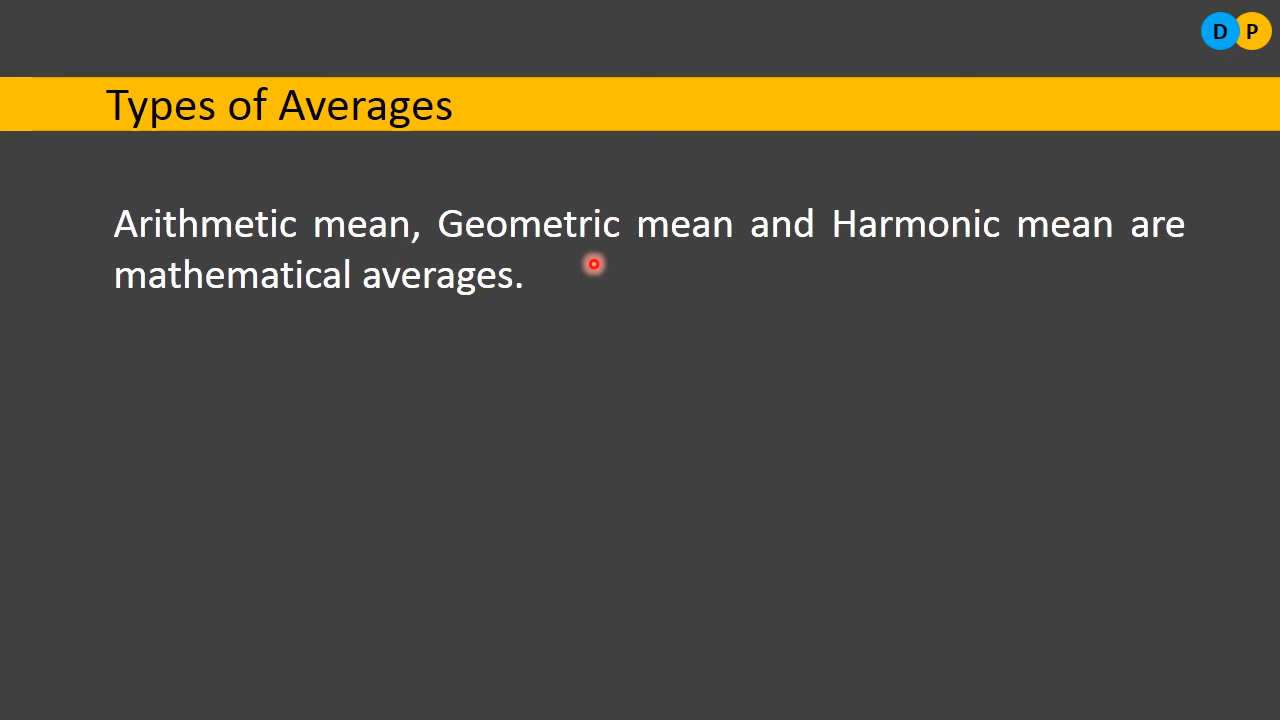 D P
Types of Averages
Arithmetic mean, Geometric mean and Harmonic mean are
mathematical averages.